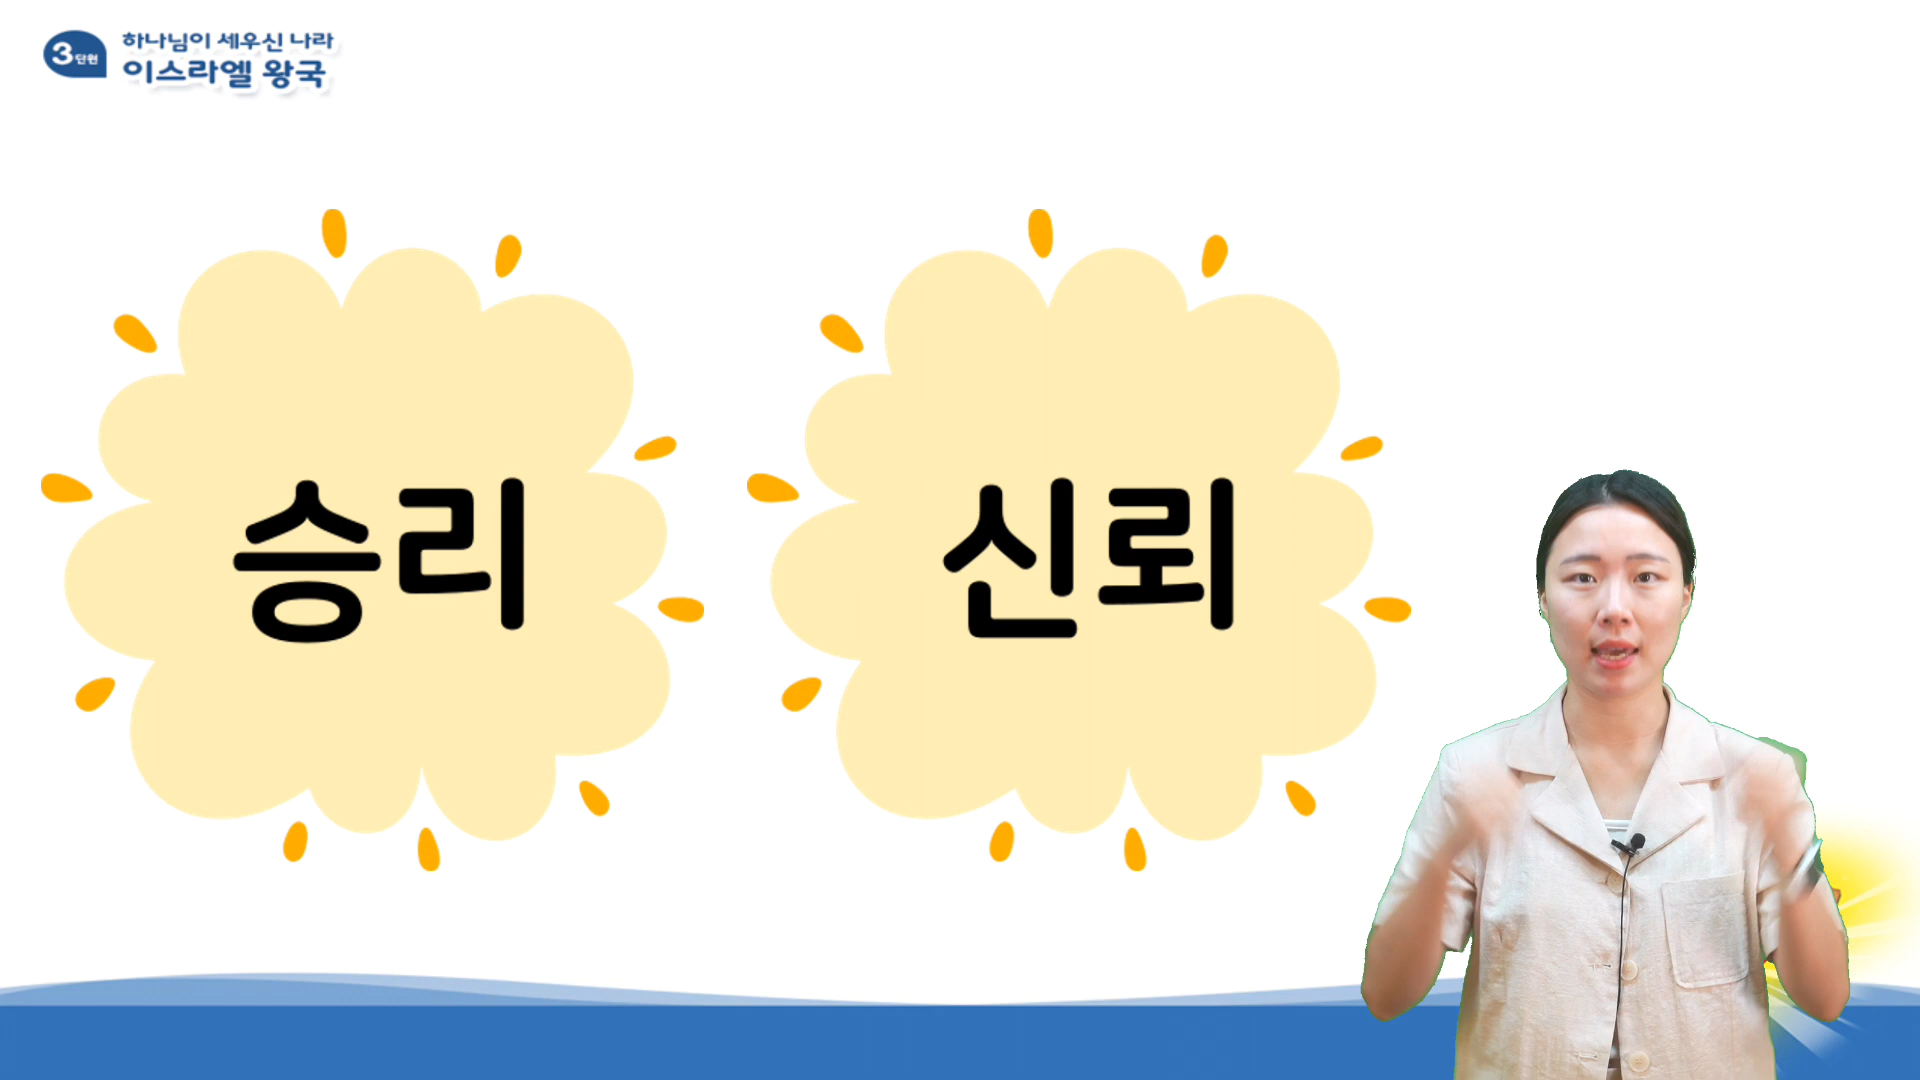 3단원
하나님이 세우신 나라
이스라엘 왕국
승리
신뢰